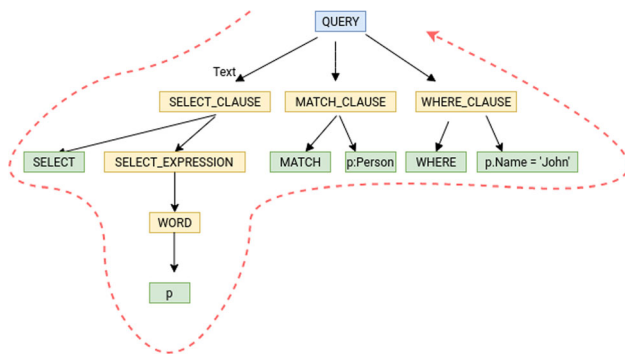 QUERY
Text
SELECT_CLAUSE
MATCH_CLAUSE
WHERE_CLAUSE
SELECT
SELECT_EXPRESSION
MATCH
p:Person
WHERE
p.Name = 'John'
WORD
p